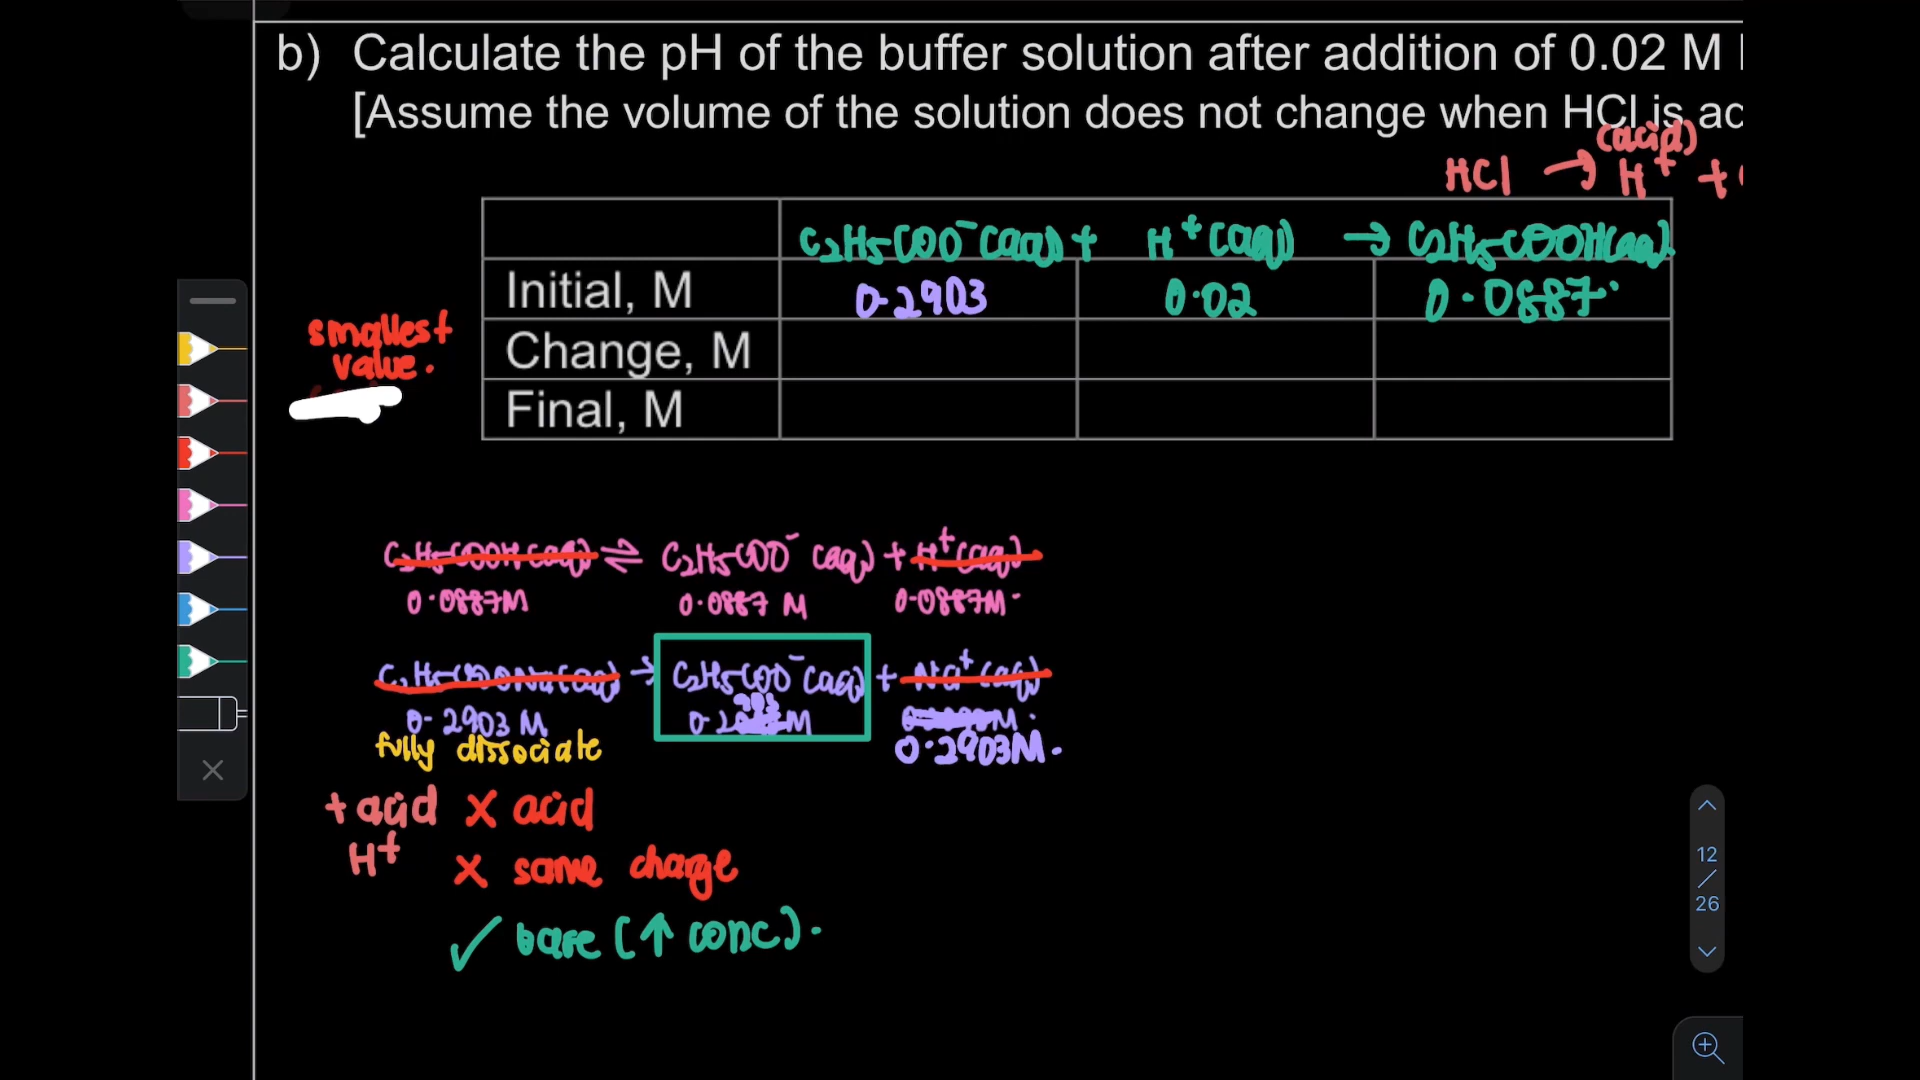 b) Calculate the pH of the buffer solution after addition of 0.02 M
[Assume the volume of the solution does not change when HCl is ac
(acid)
HCl → H⁺ +
C₂H₅COO⁻(aq) + H⁺(aq) → C₂H₅COOH(aq)
Initial, M 0.2903 0.02 0.0887
smallest
value.
Change, M
Final, M
C₂H₅COOH(aq) ⇌ C₂H₅COO⁻(aq) + H⁺(aq)
0.0887M 0.0887 M 0.0887M
C₂H₅COONa(aq) → C₂H₅COO⁻(aq) + Na⁺(aq)
0.2903 M
0.2903M.
fully dissociate
+ acid × acid
H⁺
× same charge
✓ base (↑ conc).
12
/
26